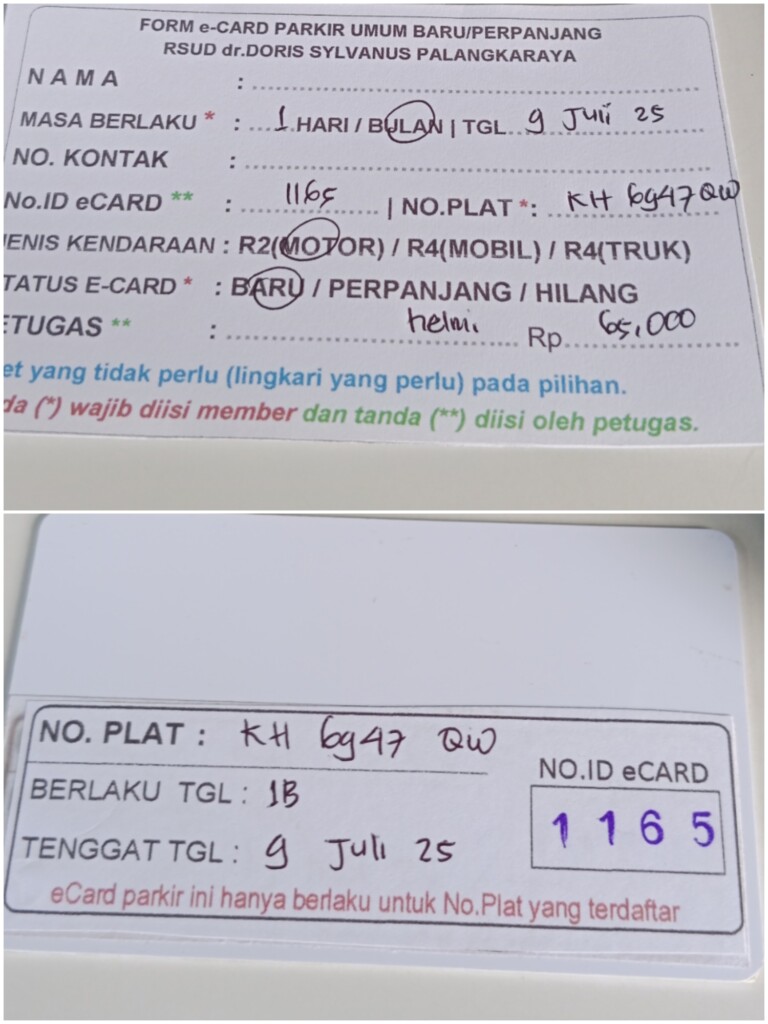 FORM e-CARD PARKIR UMUM BARU/PERPANJANG
RSUD dr.DORIS SYLVANUS PALANGKARAYA
NAMA : ....................
MASA BERLAKU * : ... 1 HARI / BULAN | TGL. 9 Juli 25
NO. KONTAK : ....................
No.ID eCARD ** : 1165 | NO.PLAT *: KH 6947 QW
ENIS KENDARAAN : R2(MOTOR) / R4(MOBIL) / R4(TRUK)
TATUS E-CARD * : BARU / PERPANJANG / HILANG
ETUGAS ** : helmi Rp 65,000
et yang tidak perlu (lingkari yang perlu) pada pilihan.
da (*) wajib diisi member dan tanda (**) diisi oleh petugas.
NO. PLAT : KH 6947 QW
BERLAKU TGL : 1B
TENGGAT TGL : 9 Juli 25
NO.ID eCARD
1165
eCard parkir ini hanya berlaku untuk No.Plat yang terdaftar